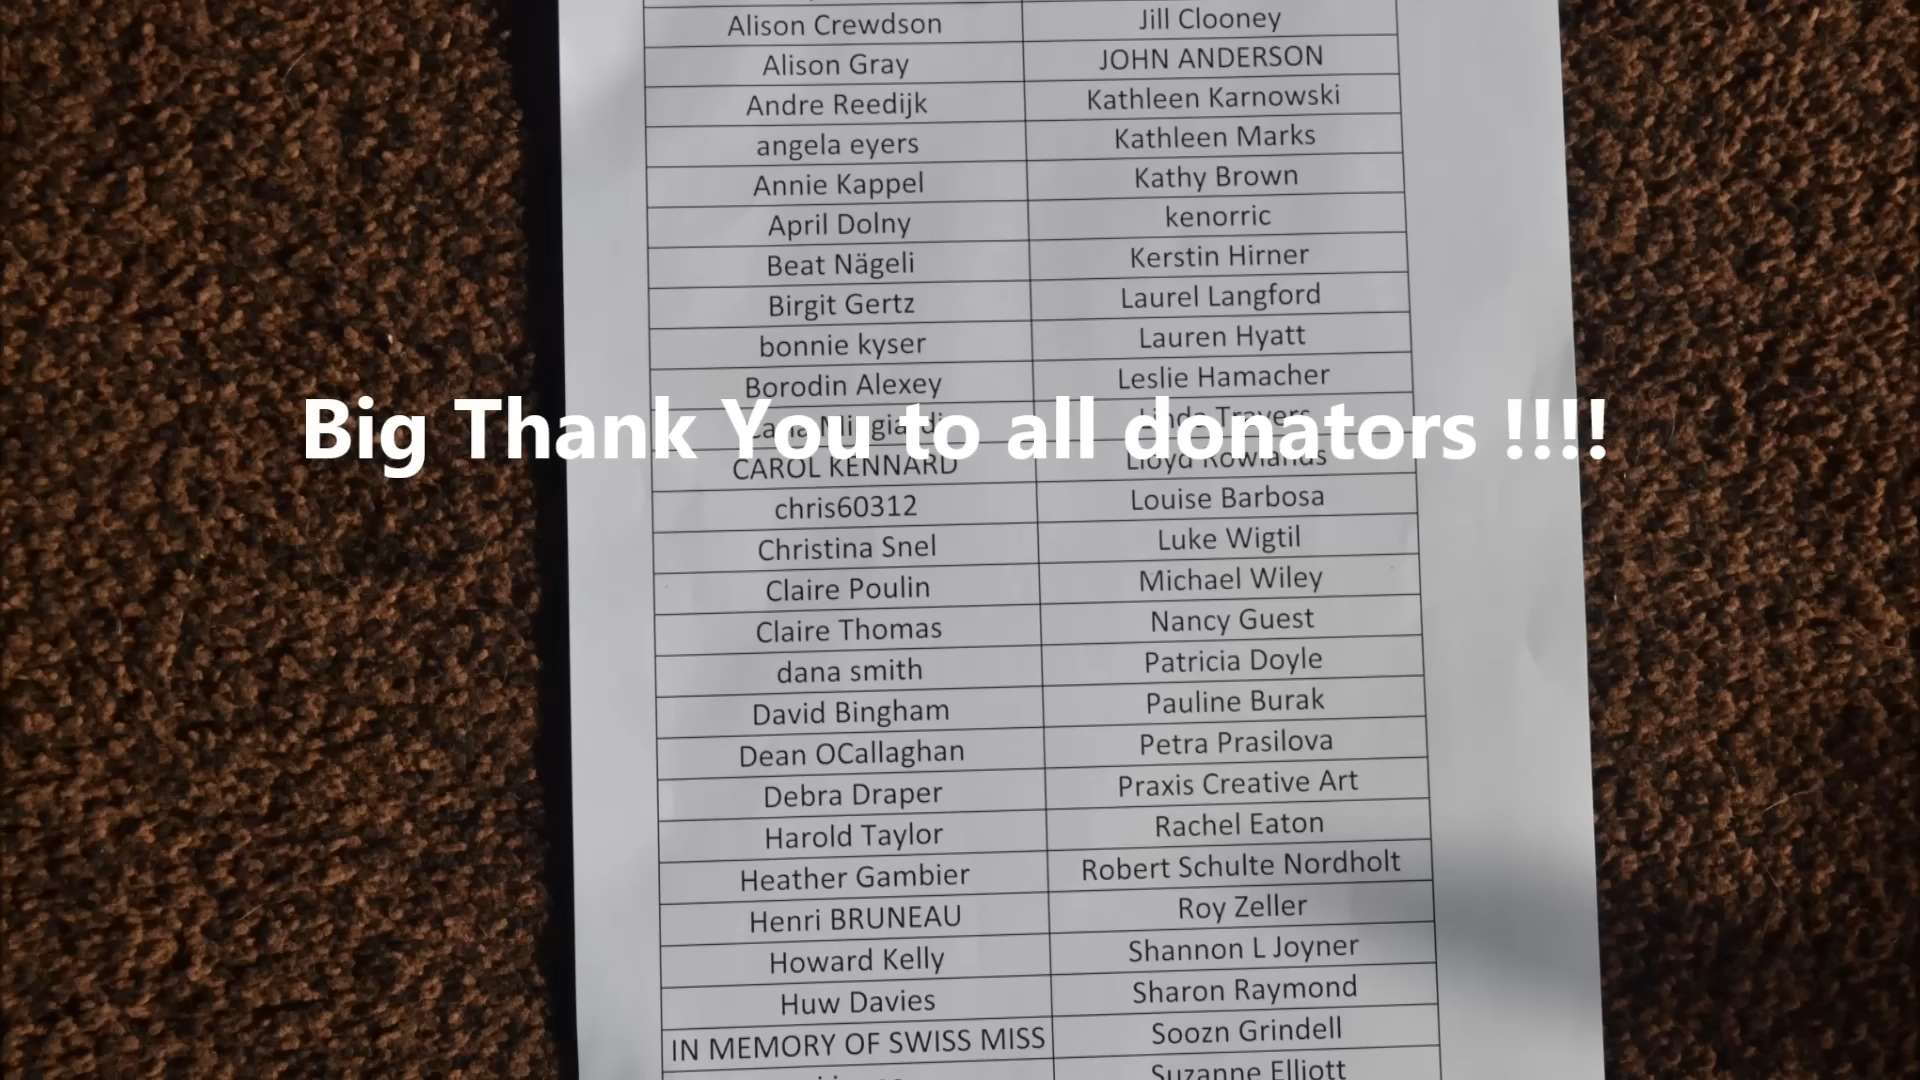 Alison Crewdson Jill Clooney
Alison Gray JOHN ANDERSON
Andre Reedijk Kathleen Karnowski
angela eyers Kathleen Marks
Annie Kappel Kathy Brown
April Dolny kenorric
Beat Nägeli Kerstin Hirner
Birgit Gertz Laurel Langford
bonnie kyser Lauren Hyatt
Borodin Alexey Leslie Hamacher
Linda Travers
Big Thank You to all donators !!!!
CAROL KENNARD Lloyd Rowlands
chris60312 Louise Barbosa
Christina Snel Luke Wigtil
Claire Poulin Michael Wiley
Claire Thomas Nancy Guest
dana smith Patricia Doyle
David Bingham Pauline Burak
Dean OCallaghan Petra Prasilova
Debra Draper Praxis Creative Art
Harold Taylor Rachel Eaton
Heather Gambier Robert Schulte Nordholt
Henri BRUNEAU Roy Zeller
Howard Kelly Shannon L Joyner
Huw Davies Sharon Raymond
IN MEMORY OF SWISS MISS Soozn Grindell
Suzanne Elliott